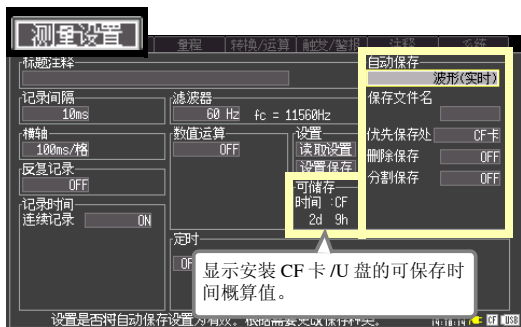 测量设置
量程 转换/运算 触发/警报 注释 系统
标题注释
记录间隔
10ms
横轴
100ms/格
反复记录
OFF
记录时间
连续记录 ON
滤波器
60 Hz fc = 11560Hz
数值运算
OFF
设置
读取设置
设置保存
可储存
时间 :CF
2d 9h
定时
自动保存
波形(实时)
保存文件名
优先保存处 CF卡
删除保存 OFF
分割保存 OFF
显示安装 CF 卡 /U 盘的可保存时
间概算值。
设置是否将自动保存设置为有效。根据需要更改保存种类。
CF USB